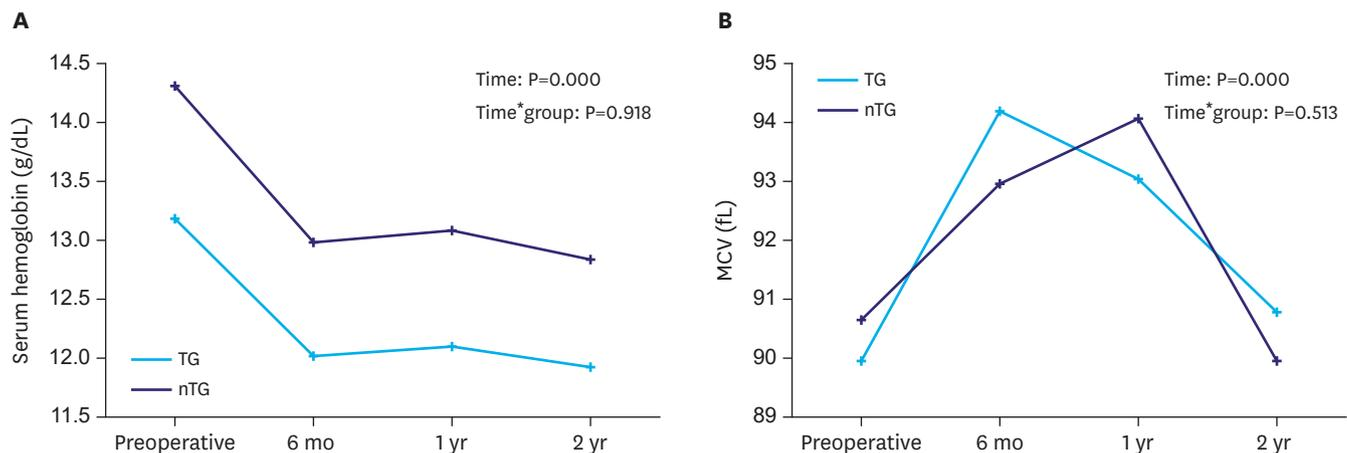 A
Serum hemoglobin (g/dL)
14.5
14.0
13.5
13.0
12.5
12.0
11.5
Time: P=0.000
Time*group: P=0.918
TG
nTG
Preoperative 6 mo 1 yr 2 yr
B
MCV (fL)
95
94
93
92
91
90
89
TG
nTG
Time: P=0.000
Time*group: P=0.513
Preoperative 6 mo 1 yr 2 yr